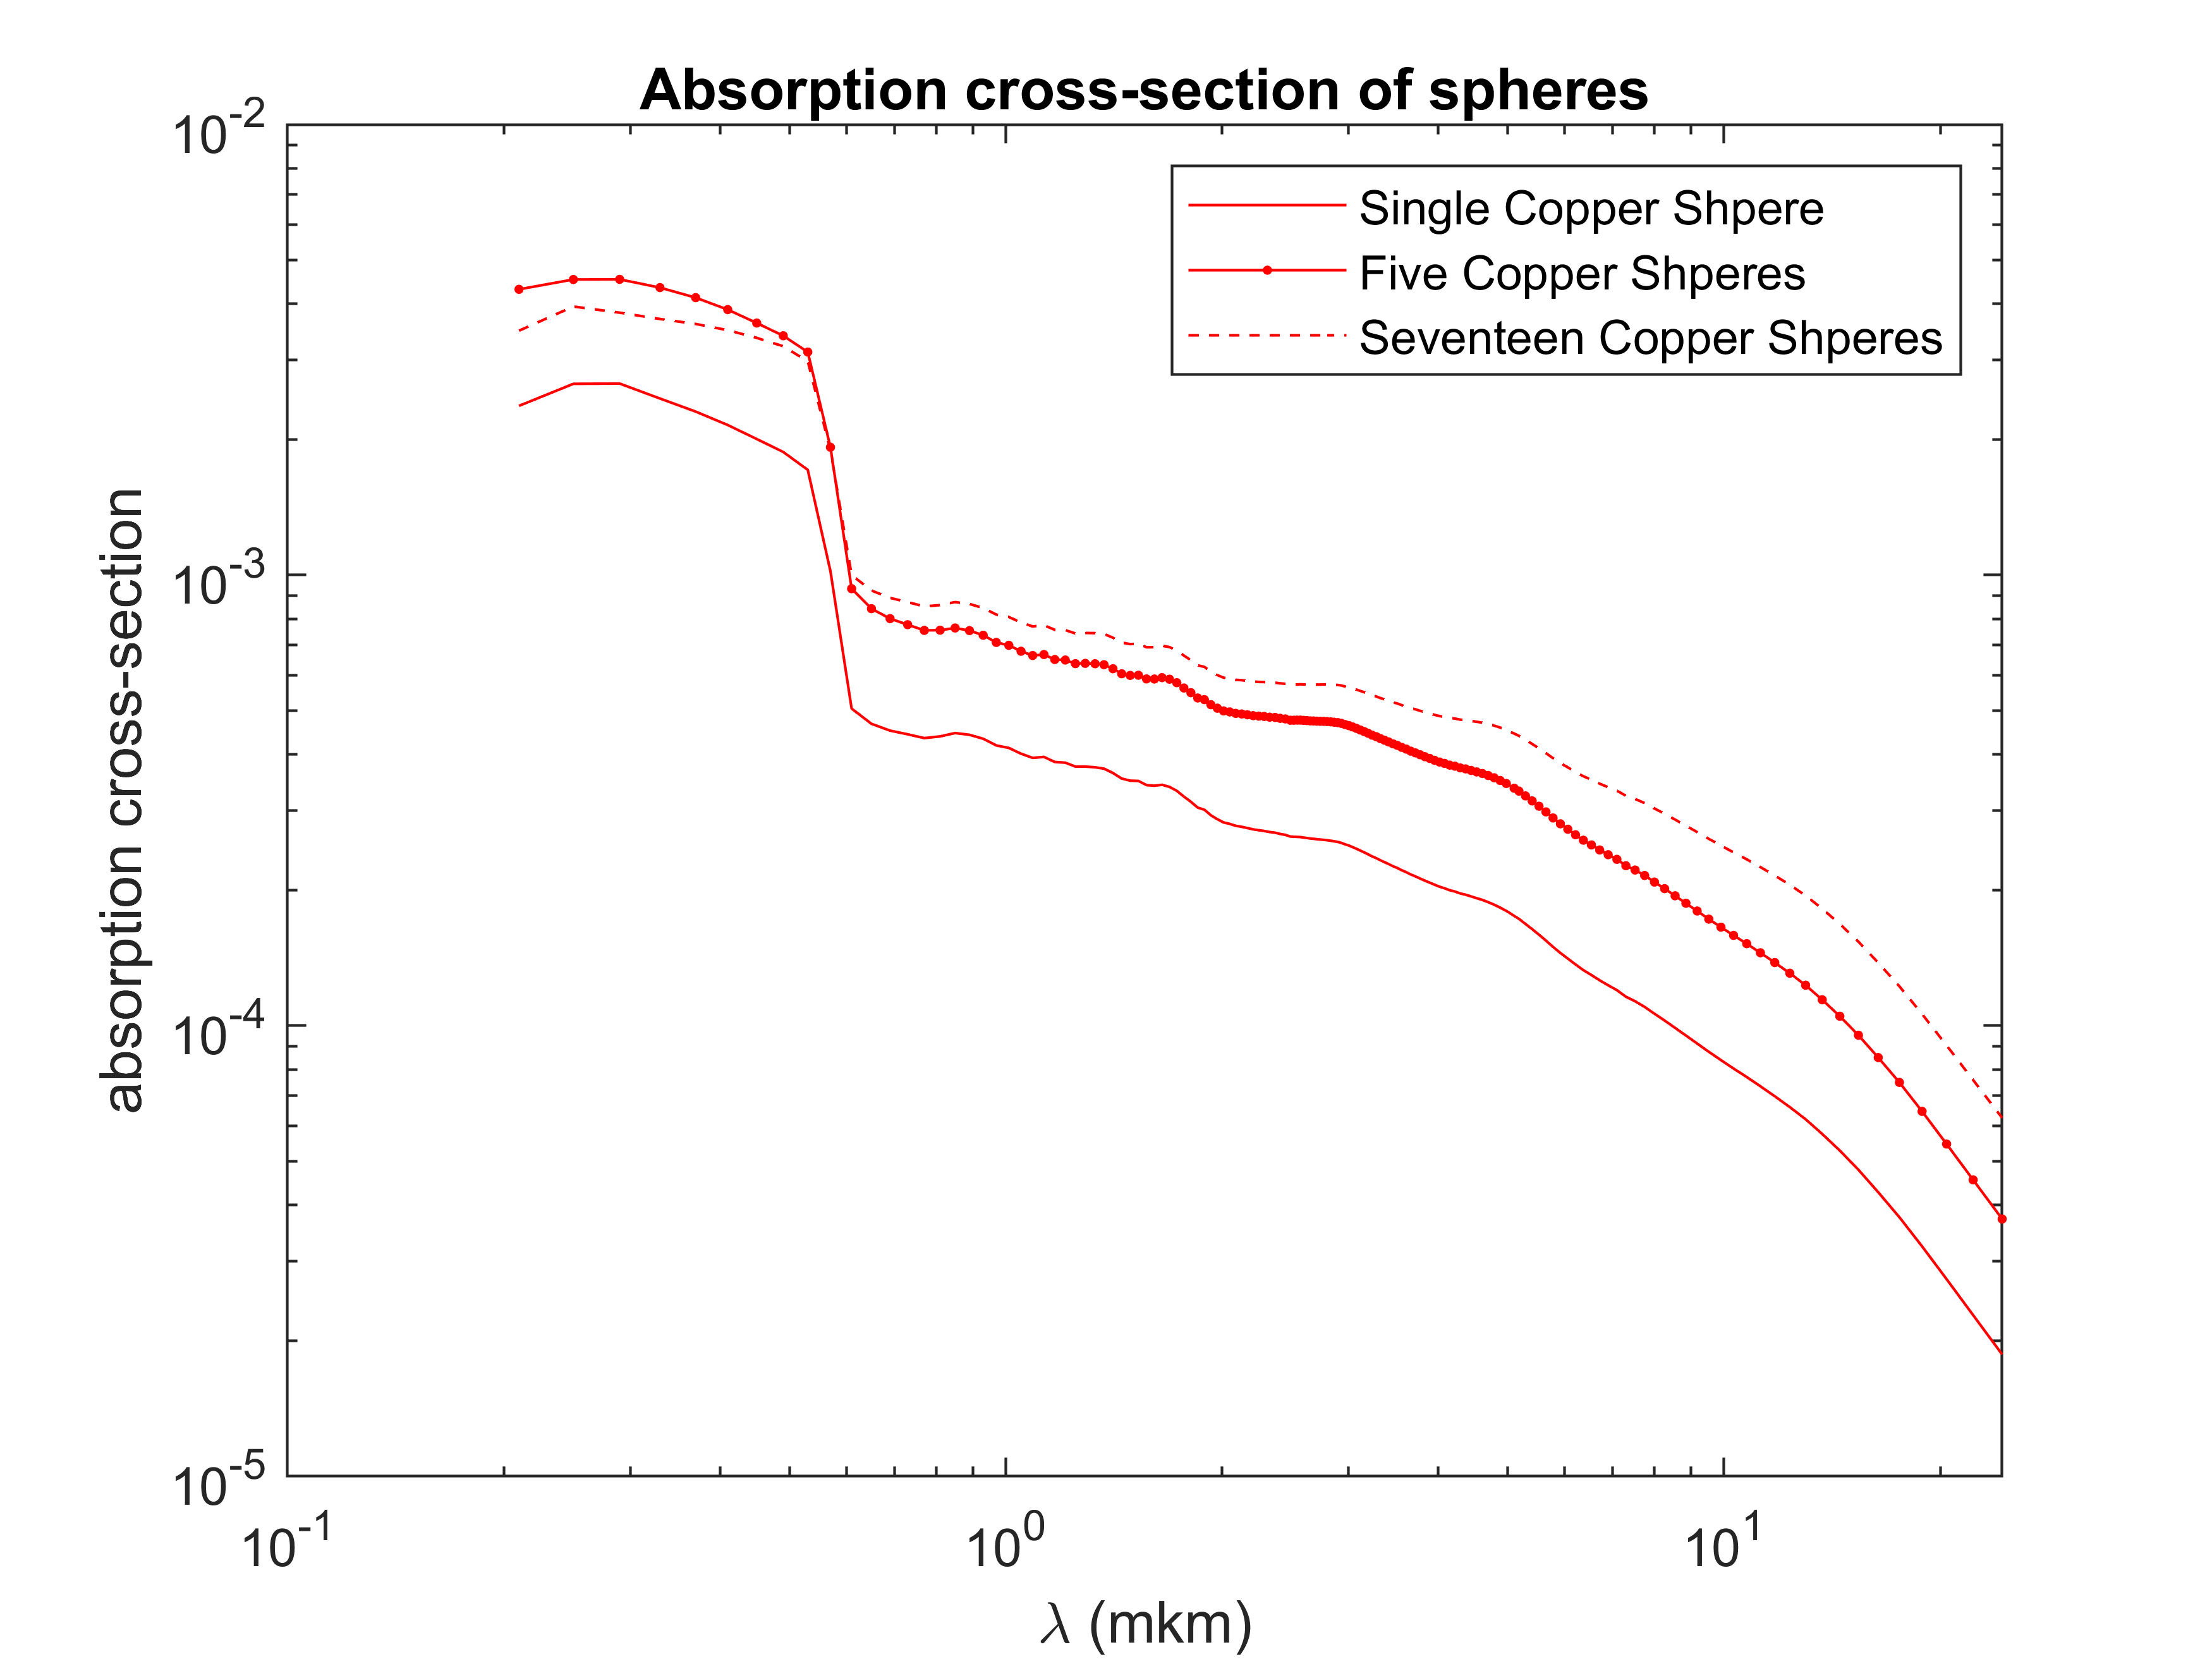 Absorption cross-section of spheres
10^-2
10^-3
10^-4
10^-5
absorption cross-section
Single Copper Shpere
Five Copper Shperes
Seventeen Copper Shperes
10^-1
10^0
10^1
λ (mkm)